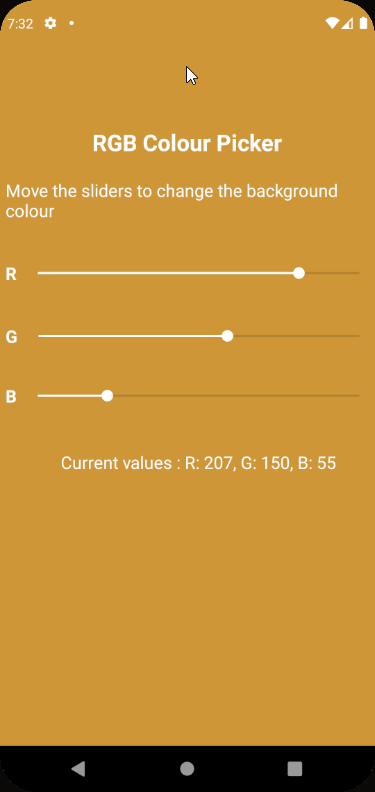 7:32
RGB Colour Picker
Move the sliders to change the background
colour
R
G
B
Current values : R: 207, G: 150, B: 55